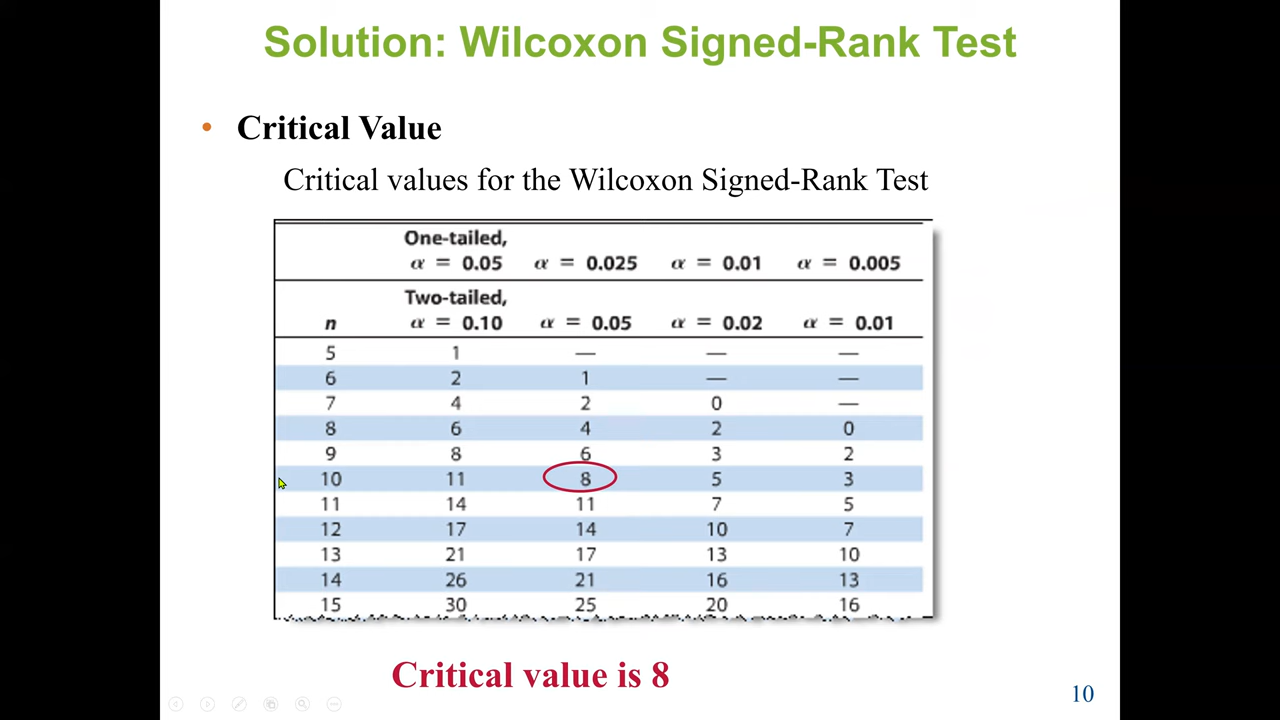 Solution: Wilcoxon Signed-Rank Test
• Critical Value
Critical values for the Wilcoxon Signed-Rank Test
One-tailed,
α = 0.05 α = 0.025 α = 0.01 α = 0.005
Two-tailed,
n α = 0.10 α = 0.05 α = 0.02 α = 0.01
5 1 — — —
6 2 1 — —
7 4 2 0 —
8 6 4 2 0
9 8 6 3 2
10 11 8 5 3
11 14 11 7 5
12 17 14 10 7
13 21 17 13 10
14 26 21 16 13
15 30 25 20 16
Critical value is 8
10